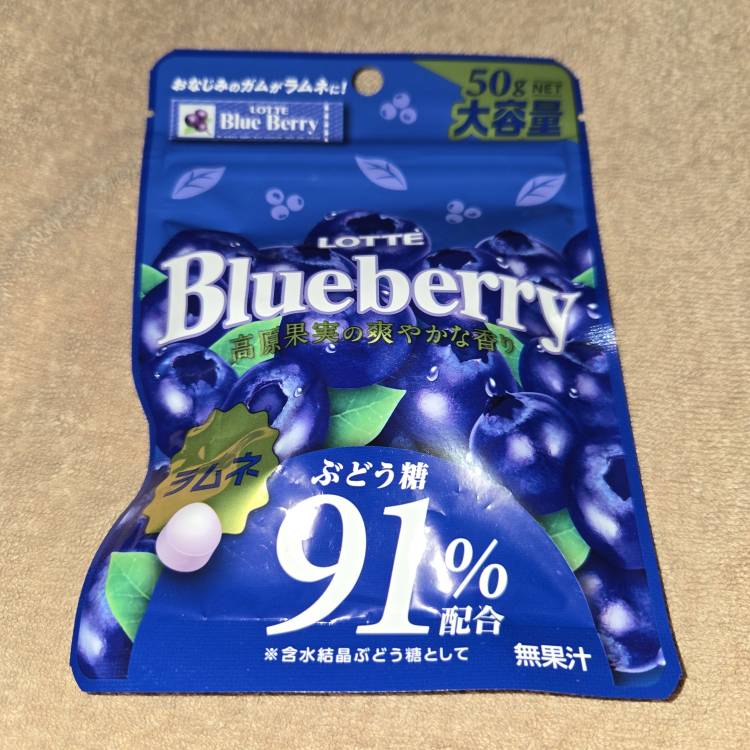 おなじみのガムがラムネに!
LOTTE
Blue Berry
50g NET
大容量
LOTTE
Blueberry
高原果実の爽やかな香り
ラムネ
ぶどう糖
91%
配合
※含水結晶ぶどう糖として
無果汁